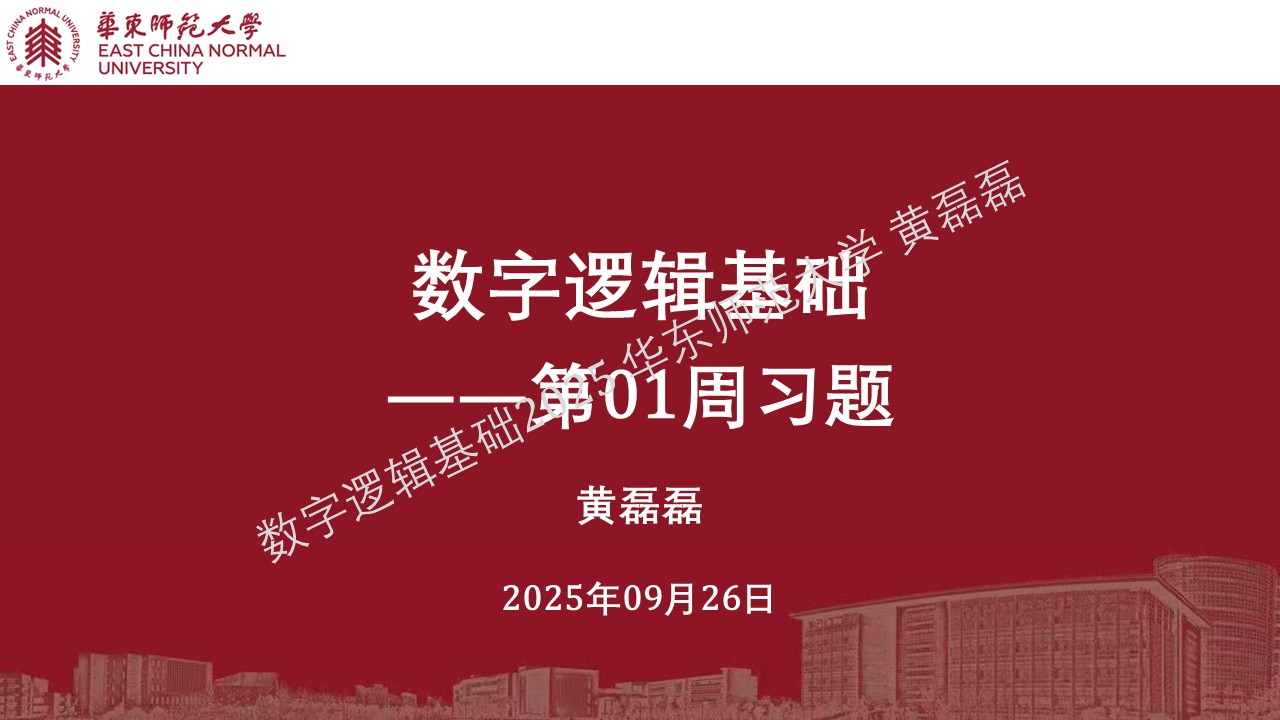 EAST CHINA NORMAL UNIVERSITY
華東師范大學
華東師范大學
EAST CHINA NORMAL
UNIVERSITY
数字逻辑基础
——第01周习题
数字逻辑基础2025 华东师范大学 黄磊磊
黄磊磊
2025年09月26日